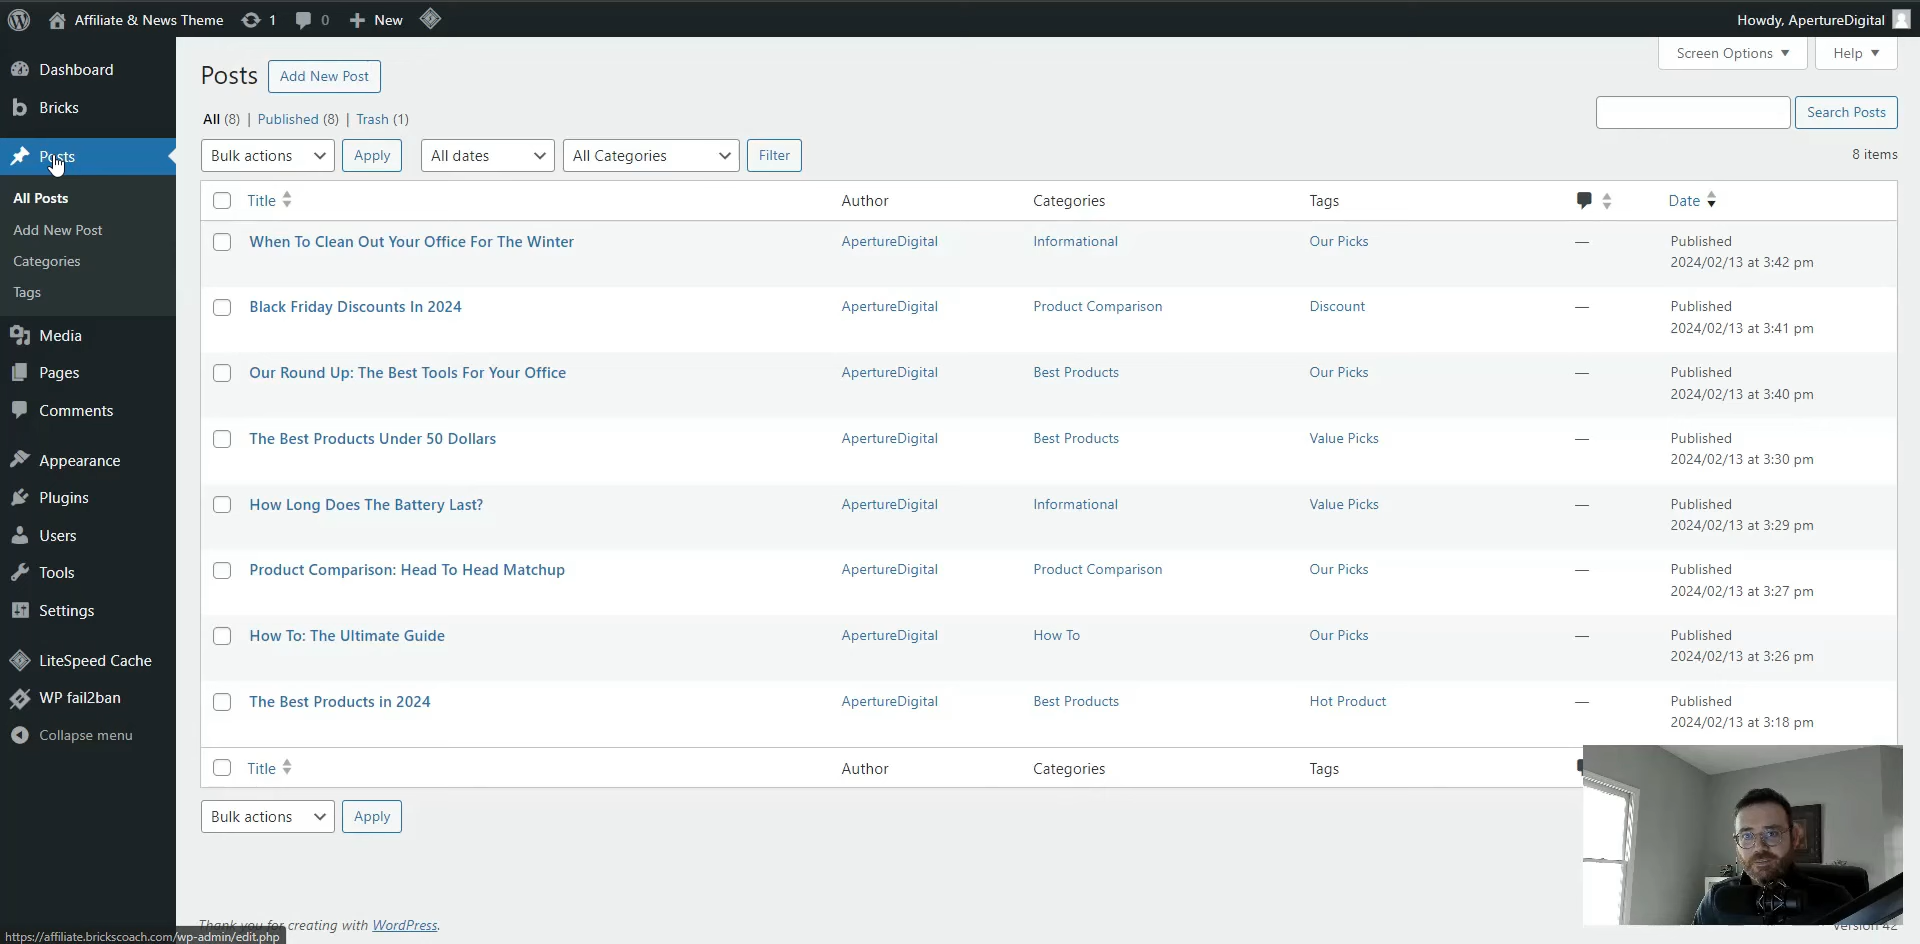 Affiliate & News Theme 1 0 New Howdy, ApertureDigital
Dashboard
Bricks
Posts
All Posts
Add New Post
Categories
Tags
Media
Pages
Comments
Appearance
Plugins
Users
Tools
Settings
LiteSpeed Cache
WP fail2ban
Collapse menu
Screen Options Help
Posts Add New Post
All (8) | Published (8) | Trash (1) Search Posts
Bulk actions Apply All dates All Categories Filter 8 items
Title Author Categories Tags Date
When To Clean Out Your Office For The Winter ApertureDigital Informational Our Picks — Published
2024/02/13 at 3:42 pm
Black Friday Discounts In 2024 ApertureDigital Product Comparison Discount — Published
2024/02/13 at 3:41 pm
Our Round Up: The Best Tools For Your Office ApertureDigital Best Products Our Picks — Published
2024/02/13 at 3:40 pm
The Best Products Under 50 Dollars ApertureDigital Best Products Value Picks — Published
2024/02/13 at 3:30 pm
How Long Does The Battery Last? ApertureDigital Informational Value Picks — Published
2024/02/13 at 3:29 pm
Product Comparison: Head To Head Matchup ApertureDigital Product Comparison Our Picks — Published
2024/02/13 at 3:27 pm
How To: The Ultimate Guide ApertureDigital How To Our Picks — Published
2024/02/13 at 3:26 pm
The Best Products in 2024 ApertureDigital Best Products Hot Product — Published
2024/02/13 at 3:18 pm
Title Author Categories Tags
Bulk actions Apply
Thank you for creating with WordPress.
https://affiliate.brickscoach.com/wp-admin/edit.php